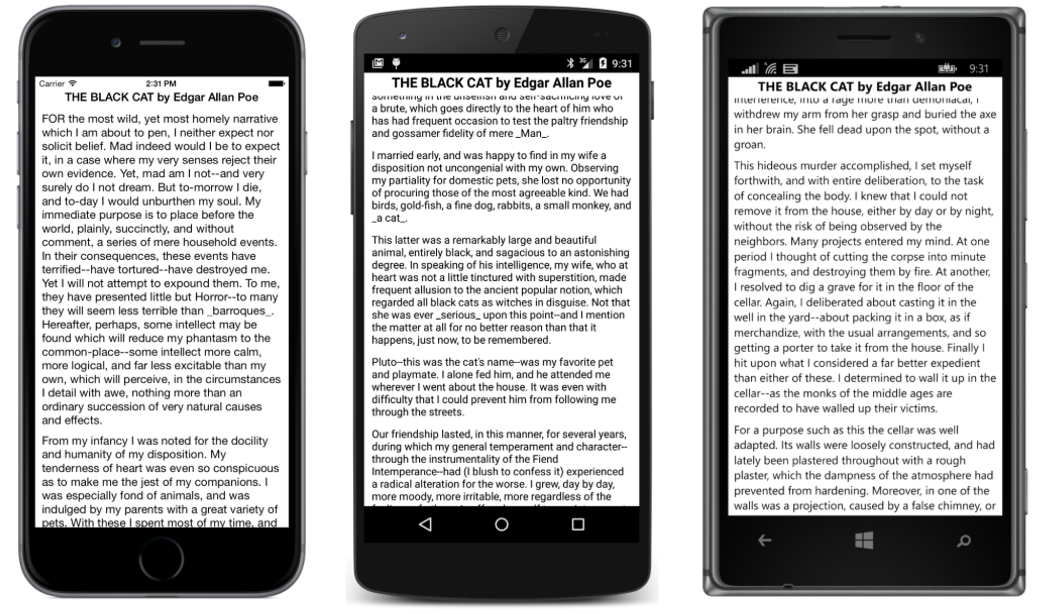 Carrier 2:31 PM
THE BLACK CAT by Edgar Allan Poe
FOR the most wild, yet most homely narrative
which I am about to pen, I neither expect nor
solicit belief. Mad indeed would I be to expect
it, in a case where my very senses reject their
own evidence. Yet, mad am I not--and very
surely do I not dream. But to-morrow I die,
and to-day I would unburthen my soul. My
immediate purpose is to place before the
world, plainly, succinctly, and without
comment, a series of mere household events.
In their consequences, these events have
terrified--have tortured--have destroyed me.
Yet I will not attempt to expound them. To me,
they have presented little but Horror--to many
they will seem less terrible than _barroques_.
Hereafter, perhaps, some intellect may be
found which will reduce my phantasm to the
common-place--some intellect more calm,
more logical, and far less excitable than my
own, which will perceive, in the circumstances
I detail with awe, nothing more than an
ordinary succession of very natural causes
and effects.
From my infancy I was noted for the docility
and humanity of my disposition. My
tenderness of heart was even so conspicuous
as to make me the jest of my companions. I
was especially fond of animals, and was
indulged by my parents with a great variety of
pets. With these I spent most of my time, and
3G 9:31
THE BLACK CAT by Edgar Allan Poe
something in the unselfish and self-sacrificing love of
a brute, which goes directly to the heart of him who
has had frequent occasion to test the paltry friendship
and gossamer fidelity of mere _Man_.
I married early, and was happy to find in my wife a
disposition not uncongenial with my own. Observing
my partiality for domestic pets, she lost no opportunity
of procuring those of the most agreeable kind. We had
birds, gold-fish, a fine dog, rabbits, a small monkey, and
_a cat_.
This latter was a remarkably large and beautiful
animal, entirely black, and sagacious to an astonishing
degree. In speaking of his intelligence, my wife, who at
heart was not a little tinctured with superstition, made
frequent allusion to the ancient popular notion, which
regarded all black cats as witches in disguise. Not that
she was ever _serious_ upon this point--and I mention
the matter at all for no better reason than that it
happens, just now, to be remembered.
Pluto--this was the cat's name--was my favorite pet
and playmate. I alone fed him, and he attended me
wherever I went about the house. It was even with
difficulty that I could prevent him from following me
through the streets.
Our friendship lasted, in this manner, for several years,
during which my general temperament and character--
through the instrumentality of the Fiend
Intemperance--had (I blush to confess it) experienced
a radical alteration for the worse. I grew, day by day,
more moody, more irritable, more regardless of the
9:31
THE BLACK CAT by Edgar Allan Poe
interference, into a rage more than demoniacal, I
withdrew my arm from her grasp and buried the axe
in her brain. She fell dead upon the spot, without a
groan.
This hideous murder accomplished, I set myself
forthwith, and with entire deliberation, to the task
of concealing the body. I knew that I could not
remove it from the house, either by day or by night,
without the risk of being observed by the
neighbors. Many projects entered my mind. At one
period I thought of cutting the corpse into minute
fragments, and destroying them by fire. At another,
I resolved to dig a grave for it in the floor of the
cellar. Again, I deliberated about casting it in the
well in the yard--about packing it in a box, as if
merchandize, with the usual arrangements, and so
getting a porter to take it from the house. Finally I
hit upon what I considered a far better expedient
than either of these. I determined to wall it up in the
cellar--as the monks of the middle ages are
recorded to have walled up their victims.
For a purpose such as this the cellar was well
adapted. Its walls were loosely constructed, and had
lately been plastered throughout with a rough
plaster, which the dampness of the atmosphere had
prevented from hardening. Moreover, in one of the
walls was a projection, caused by a false chimney, or